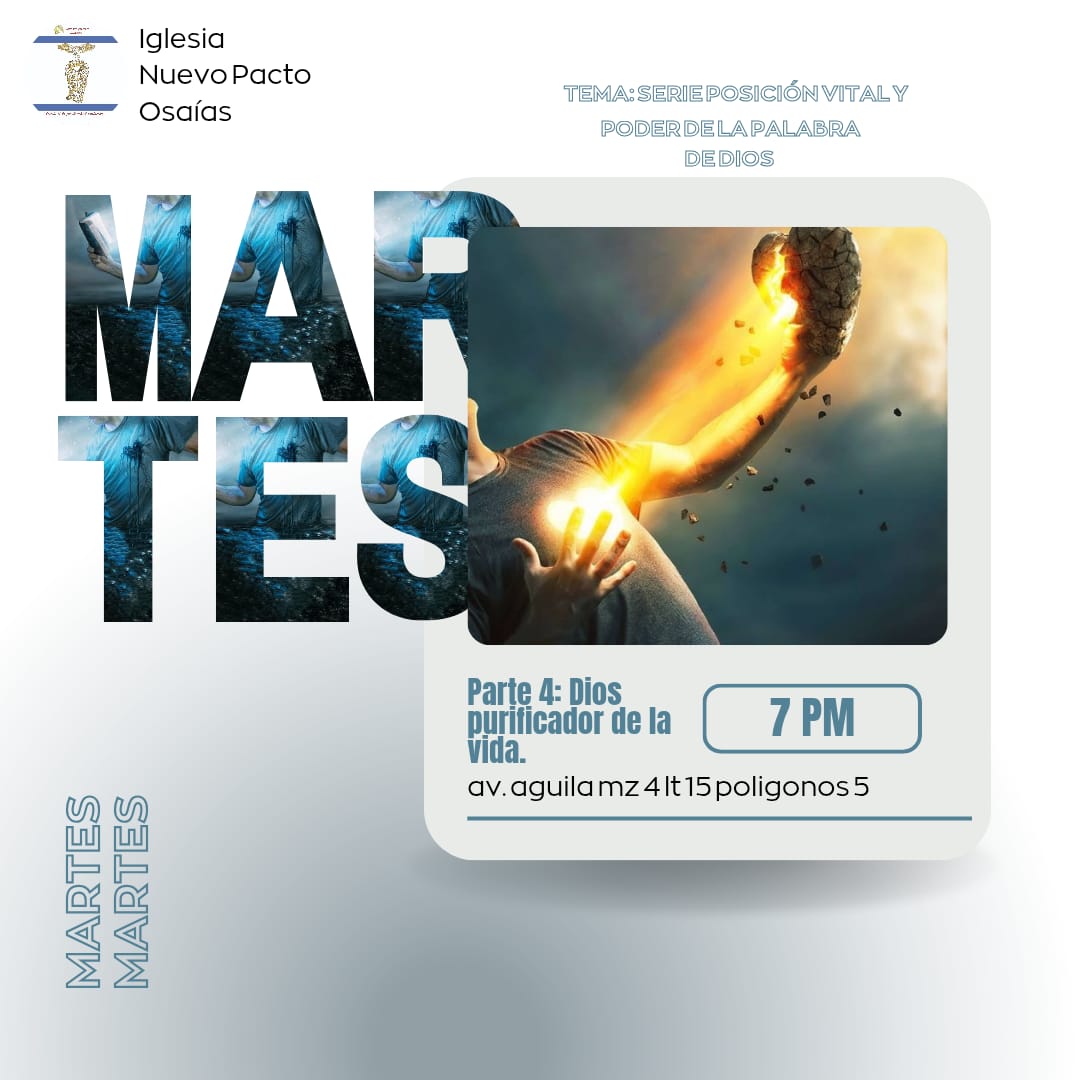 Iglesia
Nuevo Pacto
Osaías
TEMA: SERIE POSICIÓN VITAL Y
PODER DE LA PALABRA
DE DIOS
MAR
TES
Parte 4: Dios
purificador de la
vida.
7 PM
av. aguila mz 4 lt 15 poligonos 5
MARTES
MARTES